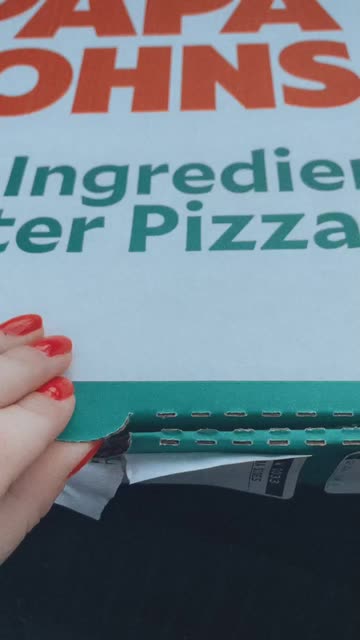 PAPA
OHNS
Ingredien
ter Pizza